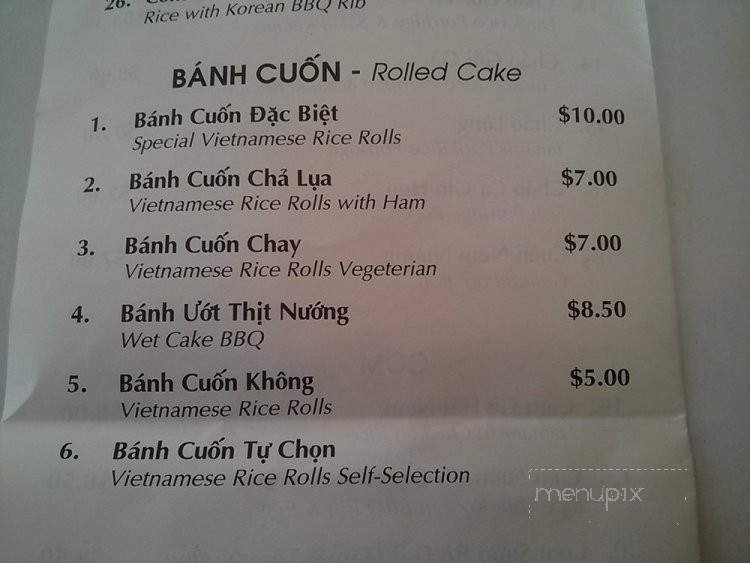 26.
Rice with Korean BBQ Rib
BÁNH CUỐN - Rolled Cake
1. Bánh Cuốn Đặc Biệt $10.00
Special Vietnamese Rice Rolls
2. Bánh Cuốn Chả Lụa $7.00
Vietnamese Rice Rolls with Ham
3. Bánh Cuốn Chay $7.00
Vietnamese Rice Rolls Vegeterian
4. Bánh Ướt Thịt Nướng $8.50
Wet Cake BBQ
5. Bánh Cuốn Không $5.00
Vietnamese Rice Rolls
6. Bánh Cuốn Tự Chọn
Vietnamese Rice Rolls Self-Selection
menupix